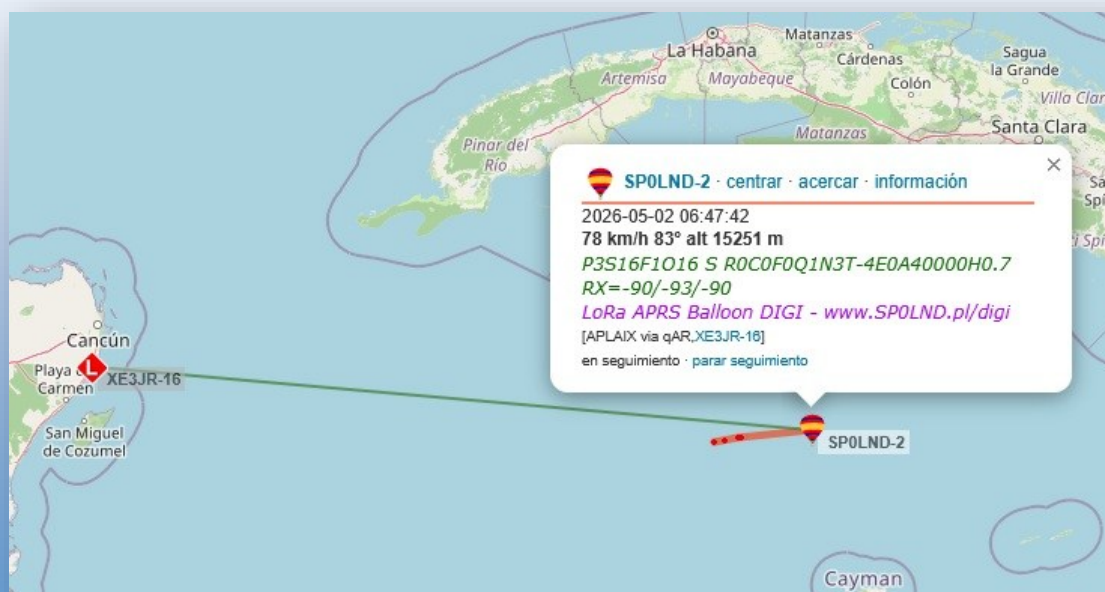 La Habana
Matanzas
Cárdenas
Sagua
la Grande
Artemisa
Mayabeque
Colón
Villa Clar
Matanzas
Santa Clara
Pinar del
Río
SP0LND-2 · centrar · acercar · información
×
2026-05-02 06:47:42
78 km/h 83° alt 15251 m
P3S16F1O16 S R0C0F0Q1N3T-4E0A40000H0.7
RX=-90/-93/-90
LoRa APRS Balloon DIGI - www.SP0LND.pl/digi
[APLAIX via qAR,XE3JR-16]
en seguimiento · parar seguimiento
Cancún
L
XE3JR-16
Playa
Carmen
San Miguel
de Cozumel
SP0LND-2
Cayman